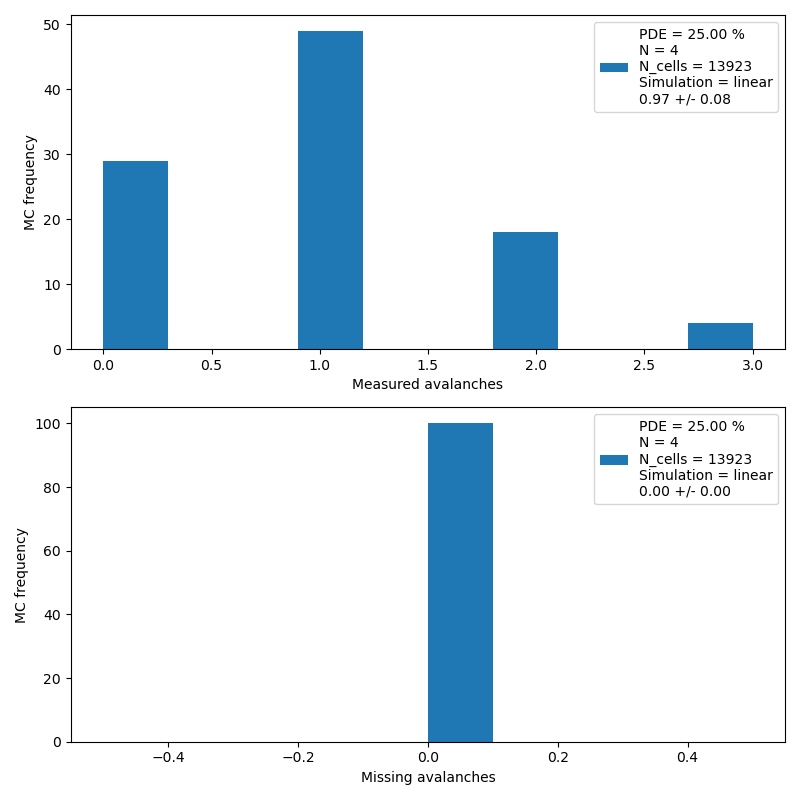 50
40
30
20
10
0
MC frequency
PDE = 25.00 %
N = 4
N_cells = 13923
Simulation = linear
0.97 +/- 0.08
0.0 0.5 1.0 1.5 2.0 2.5 3.0
Measured avalanches
100
80
60
40
20
0
MC frequency
PDE = 25.00 %
N = 4
N_cells = 13923
Simulation = linear
0.00 +/- 0.00
−0.4 −0.2 0.0 0.2 0.4
Missing avalanches